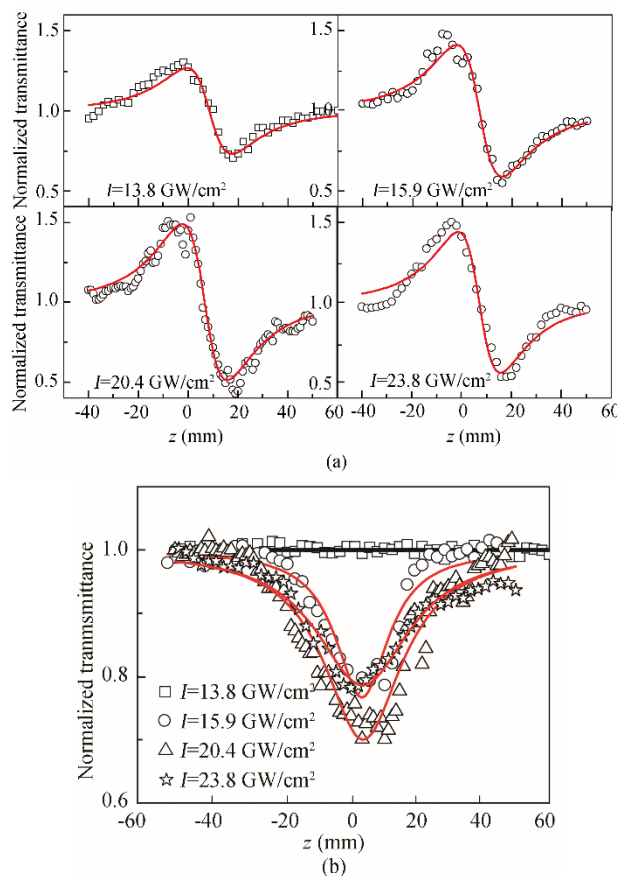 1.5
1.0
0.5
Normalized transmittance
I=13.8 GW/cm²
1.5
1.0
0.5
I=15.9 GW/cm²
1.5
1.0
0.5
Normalized transmittance
I=20.4 GW/cm²
-40 -20 0 20 40 60
z (mm)
1.5
1.0
0.5
I=23.8 GW/cm²
-40 -20 0 20 40 60
z (mm)
(a)
1.0
0.8
0.6
Normalized tranmsmittance
I=13.8 GW/cm²
I=15.9 GW/cm²
I=20.4 GW/cm²
I=23.8 GW/cm²
-60 -40 -20 0 20 40 60
z (mm)
(b)